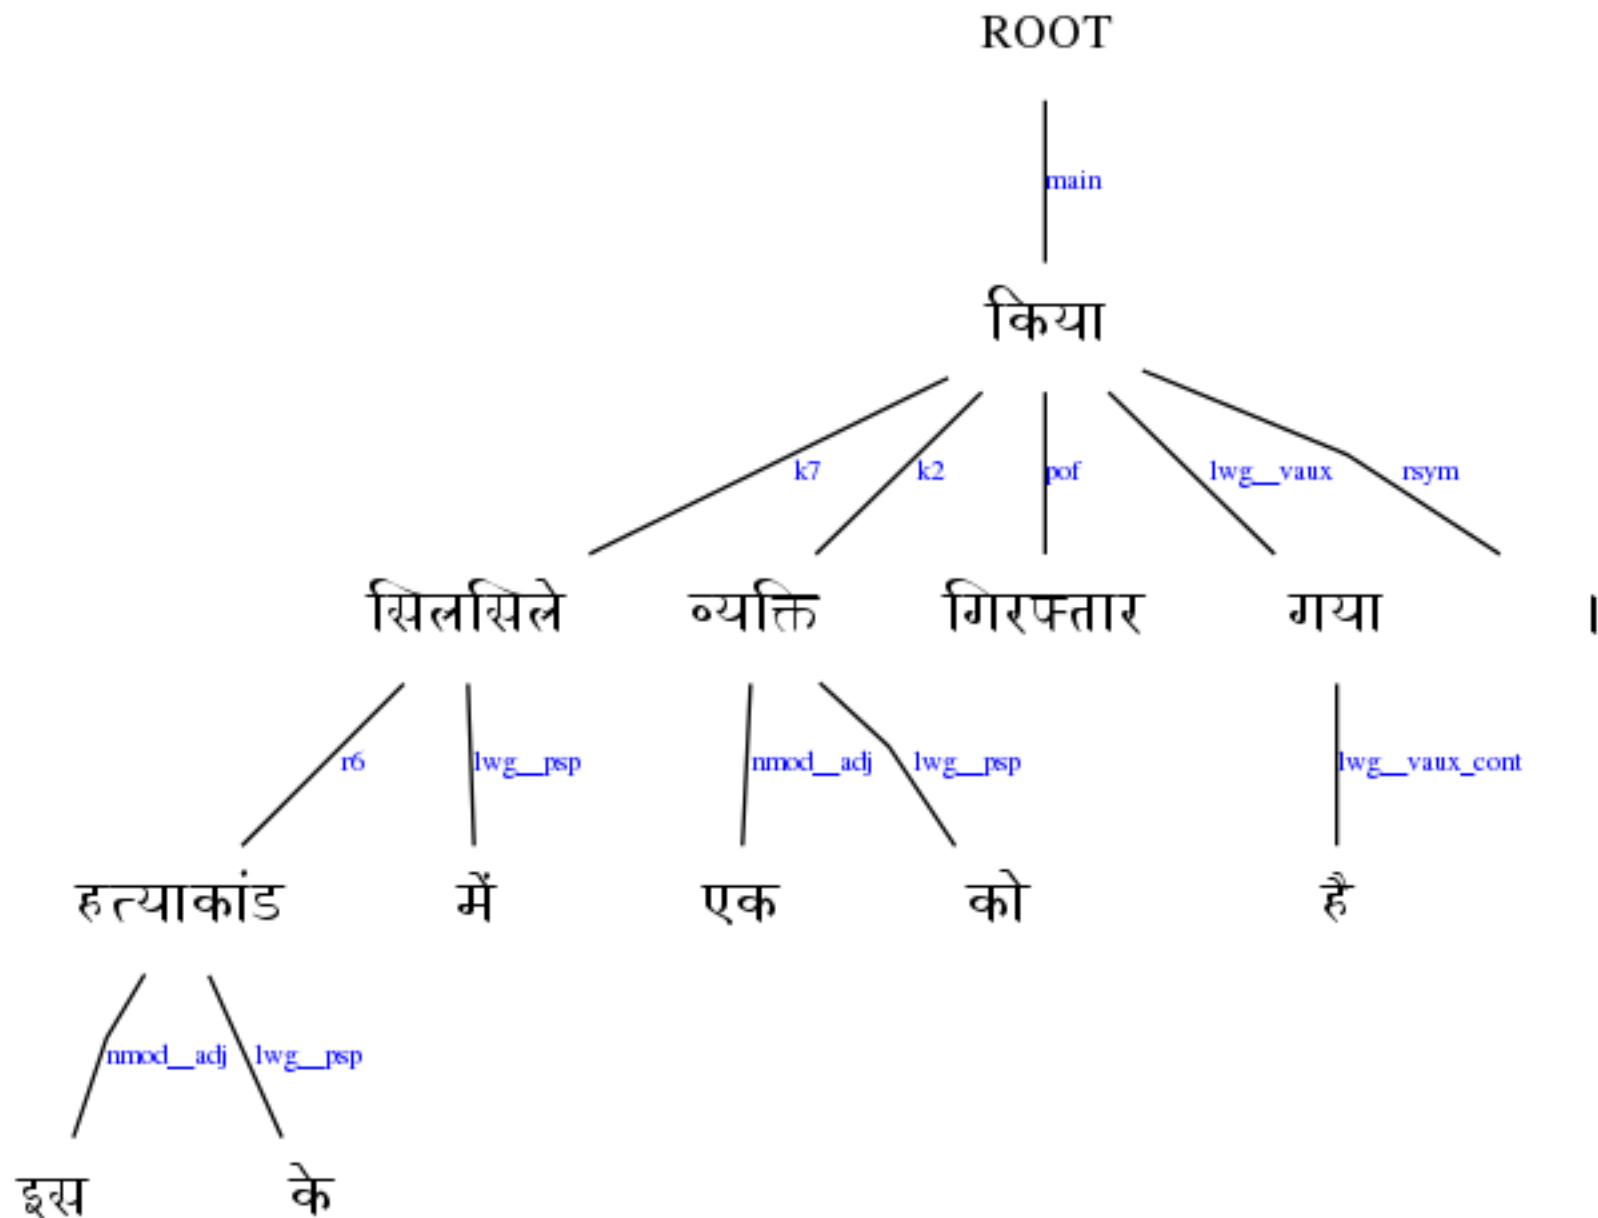 ROOT
main
किया
k7 k2 pof lwg__vaux rsym
सिलसिले व्यक्ति गिरफ्तार गया ।
r6 lwg__psp nmod__adj lwg__psp lwg__vaux_cont
हत्याकांड में एक को है
nmod__adj lwg__psp
इस के